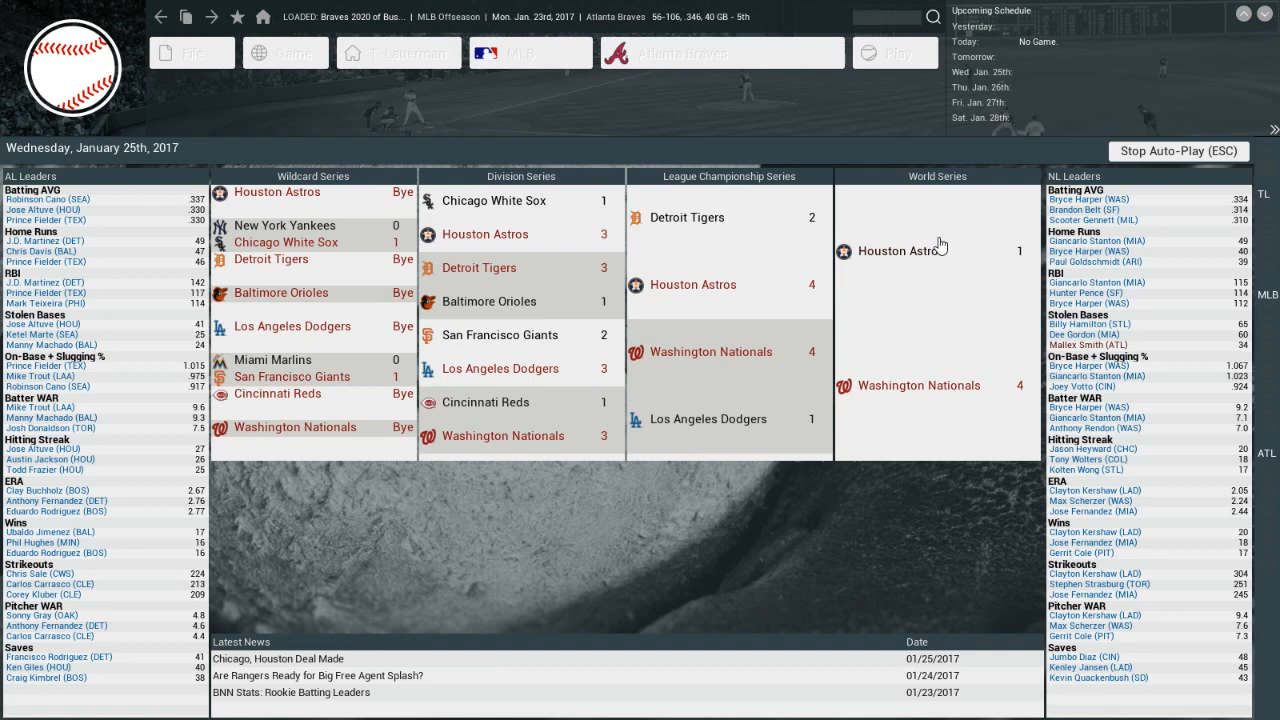 LOADED: Braves 2020 of Bus... | MLB Offseason | Mon. Jan. 23rd, 2017 | Atlanta Braves 56-106, .346, 40 GB - 5th
File
Game
T. Lauerman
MLB
Atlanta Braves
Play
Upcoming Schedule
Yesterday:
Today: No Game.
Tomorrow:
Wed. Jan. 25th:
Thu. Jan. 26th:
Fri. Jan. 27th:
Sat. Jan. 28th:
Wednesday, January 25th, 2017
Stop Auto-Play (ESC)
AL Leaders
Batting AVG
Robinson Cano (SEA) .337
Jose Altuve (HOU) .330
Prince Fielder (TEX) .330
Home Runs
J.D. Martinez (DET) 49
Chris Davis (BAL) 47
Prince Fielder (TEX) 46
RBI
J.D. Martinez (DET) 142
Prince Fielder (TEX) 117
Mark Teixeira (PHI) 114
Stolen Bases
Jose Altuve (HOU) 41
Ketel Marte (SEA) 25
Manny Machado (BAL) 24
On-Base + Slugging %
Prince Fielder (TEX) 1.015
Mike Trout (LAA) .975
Robinson Cano (SEA) .917
Batter WAR
Mike Trout (LAA) 9.6
Manny Machado (BAL) 9.3
Josh Donaldson (TOR) 7.5
Hitting Streak
Jose Altuve (HOU) 27
Austin Jackson (HOU) 26
Todd Frazier (HOU) 25
ERA
Clay Buchholz (BOS) 2.67
Anthony Fernandez (DET) 2.76
Eduardo Rodriguez (BOS) 2.77
Wins
Ubaldo Jimenez (BAL) 17
Phil Hughes (MIN) 16
Eduardo Rodriguez (BOS) 16
Strikeouts
Chris Sale (CWS) 224
Carlos Carrasco (CLE) 213
Corey Kluber (CLE) 209
Pitcher WAR
Sonny Gray (OAK) 4.8
Anthony Fernandez (DET) 4.6
Carlos Carrasco (CLE) 4.4
Saves
Francisco Rodriguez (DET) 41
Ken Giles (HOU) 40
Craig Kimbrel (BOS) 38
Wildcard Series
Houston Astros Bye
New York Yankees 0
Chicago White Sox 1
Detroit Tigers Bye
Baltimore Orioles Bye
Los Angeles Dodgers Bye
Miami Marlins 0
San Francisco Giants 1
Cincinnati Reds Bye
Washington Nationals Bye
Division Series
Chicago White Sox 1
Houston Astros 3
Detroit Tigers 3
Baltimore Orioles 1
San Francisco Giants 2
Los Angeles Dodgers 3
Cincinnati Reds 1
Washington Nationals 3
League Championship Series
Detroit Tigers 2
Houston Astros 4
Washington Nationals 4
Los Angeles Dodgers 1
World Series
Houston Astros 1
Washington Nationals 4
Latest News Date
Chicago, Houston Deal Made 01/25/2017
Are Rangers Ready for Big Free Agent Splash? 01/24/2017
BNN Stats: Rookie Batting Leaders 01/23/2017
NL Leaders
Batting AVG
Bryce Harper (WAS) .334
Brandon Belt (SF) .314
Scooter Gennett (MIL) .310
Home Runs
Giancarlo Stanton (MIA) 49
Bryce Harper (WAS) 40
Paul Goldschmidt (ARI) 39
RBI
Giancarlo Stanton (MIA) 115
Hunter Pence (SF) 114
Bryce Harper (WAS) 112
Stolen Bases
Billy Hamilton (STL) 65
Dee Gordon (MIA) 60
Mallex Smith (ATL) 34
On-Base + Slugging %
Bryce Harper (WAS) 1.067
Giancarlo Stanton (MIA) 1.023
Joey Votto (CIN) .924
Batter WAR
Bryce Harper (WAS) 9.2
Giancarlo Stanton (MIA) 7.1
Anthony Rendon (WAS) 7.0
Hitting Streak
Jason Heyward (CHC) 20
Tony Wolters (COL) 18
Kolten Wong (STL) 17
ERA
Clayton Kershaw (LAD) 2.05
Max Scherzer (WAS) 2.24
Jose Fernandez (MIA) 2.44
Wins
Clayton Kershaw (LAD) 20
Jose Fernandez (MIA) 18
Gerrit Cole (PIT) 17
Strikeouts
Clayton Kershaw (LAD) 304
Stephen Strasburg (TOR) 251
Jose Fernandez (MIA) 245
Pitcher WAR
Clayton Kershaw (LAD) 9.4
Max Scherzer (WAS) 7.6
Gerrit Cole (PIT) 7.3
Saves
Jumbo Diaz (CIN) 48
Kenley Jansen (LAD) 45
Kevin Quackenbush (SD) 43
TL
MLB
ATL